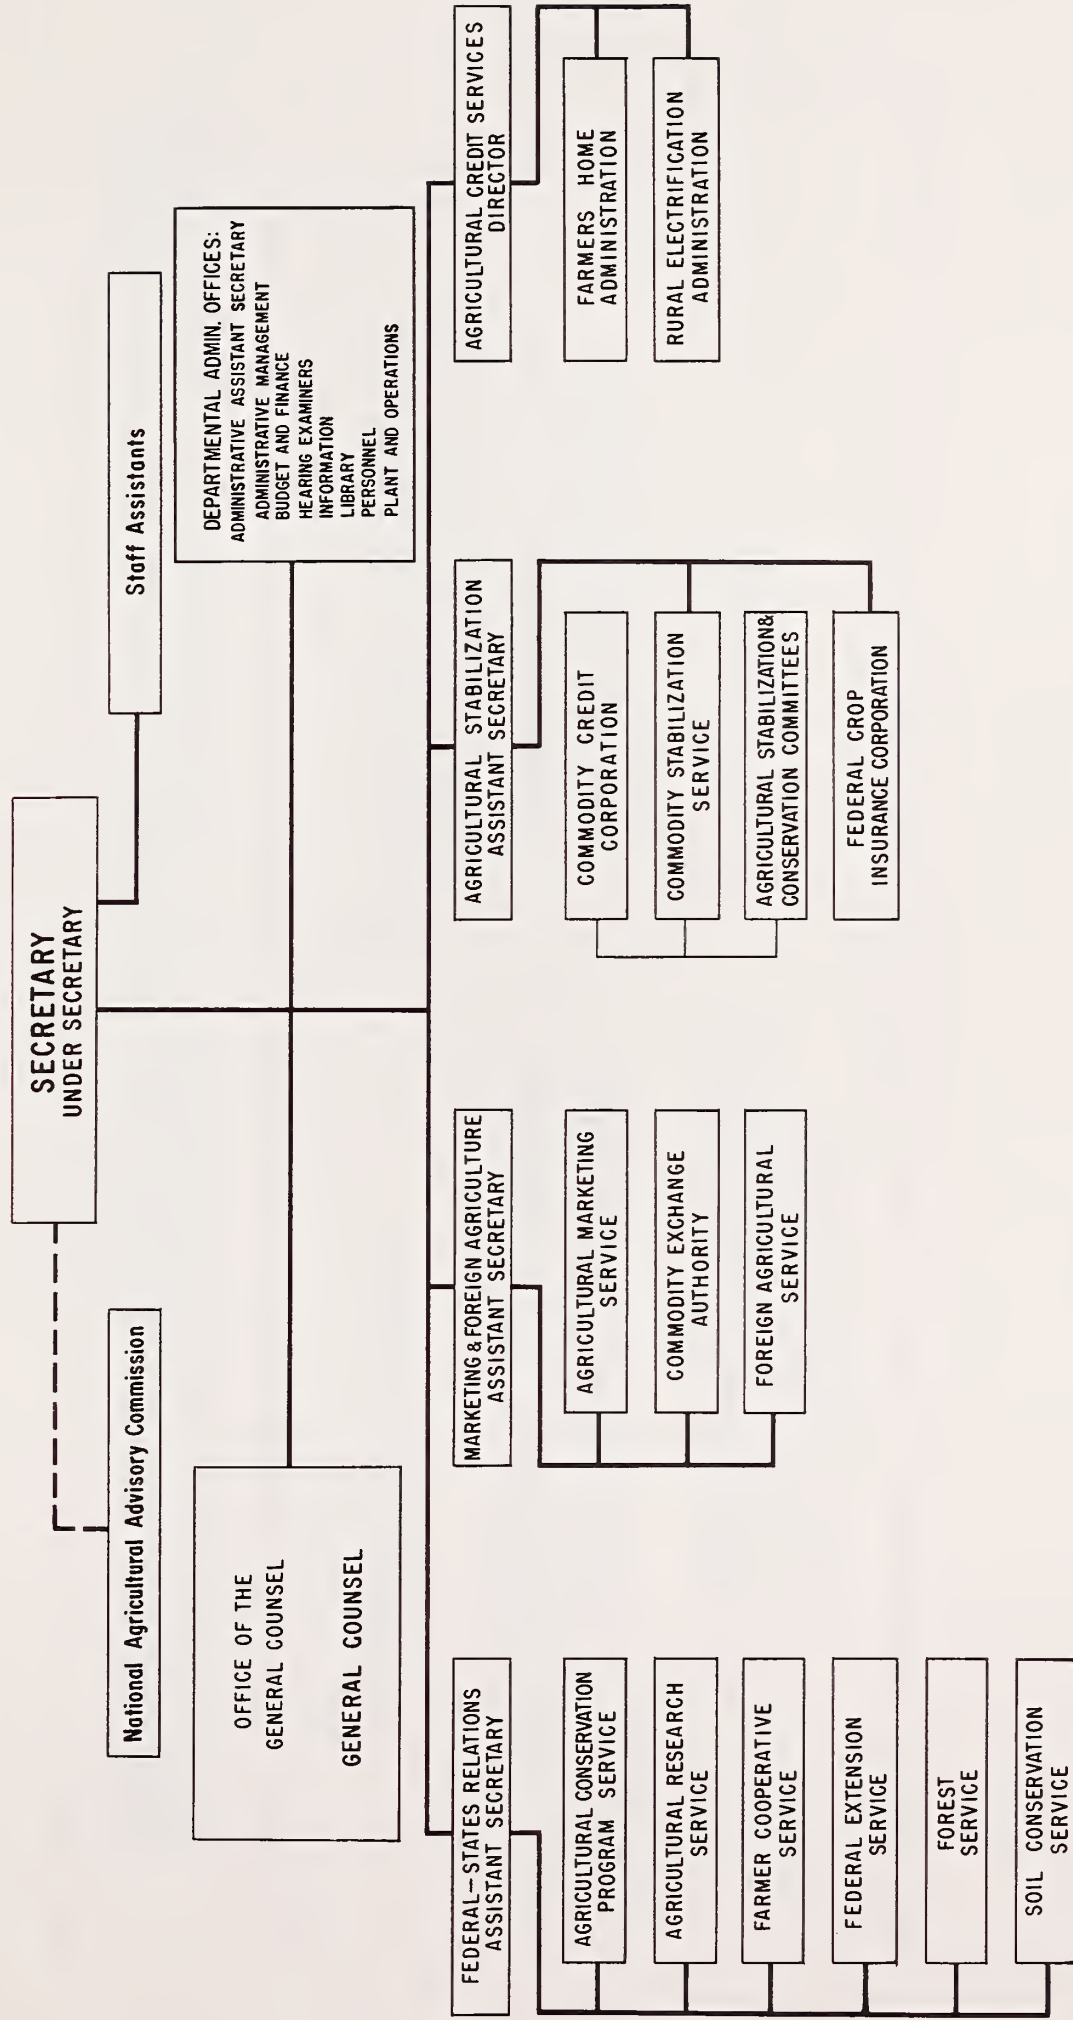 SECRETARY
UNDER SECRETARY
National Agricultural Advisory Commission
Staff Assistants
OFFICE OF THE
GENERAL COUNSEL
GENERAL COUNSEL
DEPARTMENTAL ADMIN. OFFICES:
ADMINISTRATIVE ASSISTANT SECRETARY
ADMINISTRATIVE MANAGEMENT
BUDGET AND FINANCE
HEARING EXAMINERS
INFORMATION
LIBRARY
PERSONNEL
PLANT AND OPERATIONS
FEDERAL—STATES RELATIONS
ASSISTANT SECRETARY
AGRICULTURAL CONSERVATION
PROGRAM SERVICE
AGRICULTURAL RESEARCH
SERVICE
FARMER COOPERATIVE
SERVICE
FEDERAL EXTENSION
SERVICE
FOREST
SERVICE
SOIL CONSERVATION
SERVICE
MARKETING & FOREIGN AGRICULTURE
ASSISTANT SECRETARY
AGRICULTURAL MARKETING
SERVICE
COMMODITY EXCHANGE
AUTHORITY
FOREIGN AGRICULTURAL
SERVICE
AGRICULTURAL STABILIZATION
ASSISTANT SECRETARY
COMMODITY CREDIT
CORPORATION
COMMODITY STABILIZATION
SERVICE
AGRICULTURAL STABILIZATION&
CONSERVATION COMMITTEES
FEDERAL CROP
INSURANCE CORPORATION
AGRICULTURAL CREDIT SERVICES
DIRECTOR
FARMERS HOME
ADMINISTRATION
RURAL ELECTRIFICATION
ADMINISTRATION